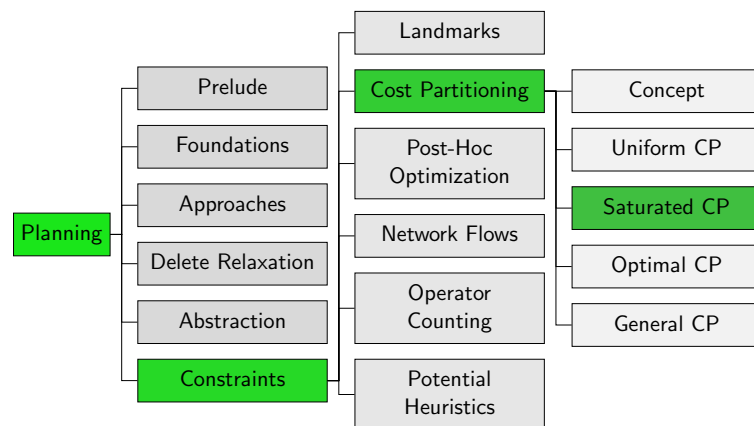 Planning
Prelude
Foundations
Approaches
Delete Relaxation
Abstraction
Constraints
Landmarks
Cost Partitioning
Post-Hoc
Optimization
Network Flows
Operator
Counting
Potential
Heuristics
Concept
Uniform CP
Saturated CP
Optimal CP
General CP